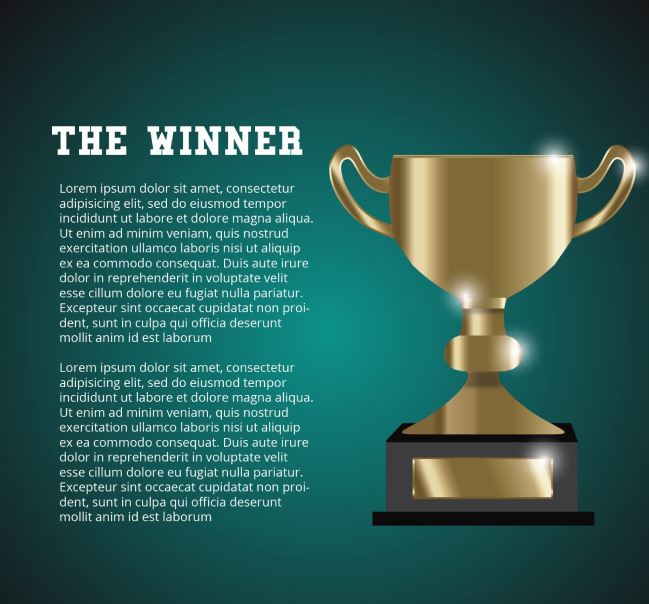 THE WINNER
Lorem ipsum dolor sit amet, consectetur
adipisicing elit, sed do eiusmod tempor
incididunt ut labore et dolore magna aliqua.
Ut enim ad minim veniam, quis nostrud
exercitation ullamco laboris nisi ut aliquip
ex ea commodo consequat. Duis aute irure
dolor in reprehenderit in voluptate velit
esse cillum dolore eu fugiat nulla pariatur.
Excepteur sint occaecat cupidatat non proi-
dent, sunt in culpa qui officia deserunt
mollit anim id est laborum
Lorem ipsum dolor sit amet, consectetur
adipisicing elit, sed do eiusmod tempor
incididunt ut labore et dolore magna aliqua.
Ut enim ad minim veniam, quis nostrud
exercitation ullamco laboris nisi ut aliquip
ex ea commodo consequat. Duis aute irure
dolor in reprehenderit in voluptate velit
esse cillum dolore eu fugiat nulla pariatur.
Excepteur sint occaecat cupidatat non proi-
dent, sunt in culpa qui officia deserunt
mollit anim id est laborum